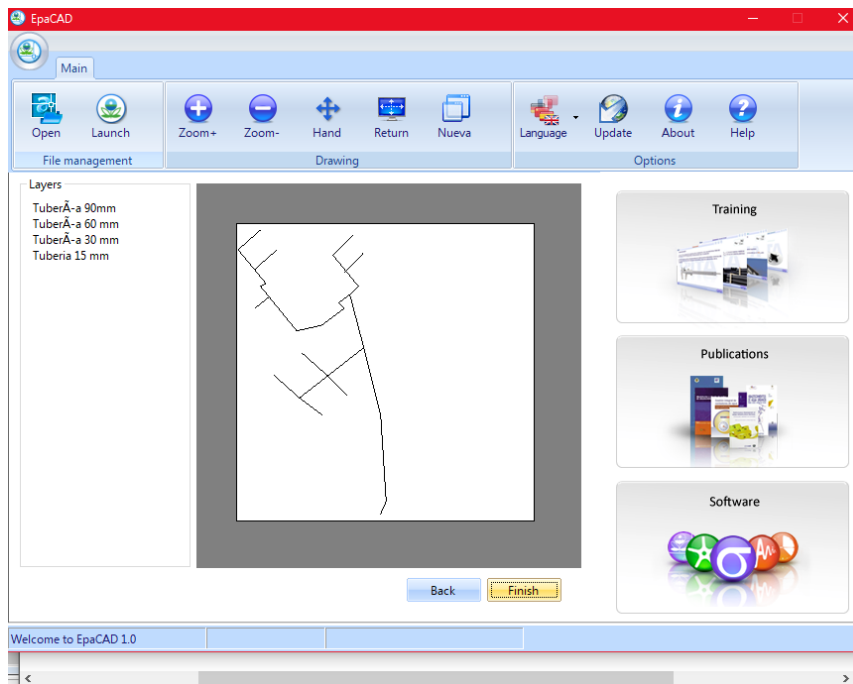 EpaCAD
Main
Open
Launch
Zoom+
Zoom-
Hand
Return
Nueva
Language
Update
About
Help
File management
Drawing
Options
Layers
TuberÃ-a 90mm
TuberÃ-a 60 mm
TuberÃ-a 30 mm
Tuberia 15 mm
Training
Publications
Software
Back
Finish
Welcome to EpaCAD 1.0